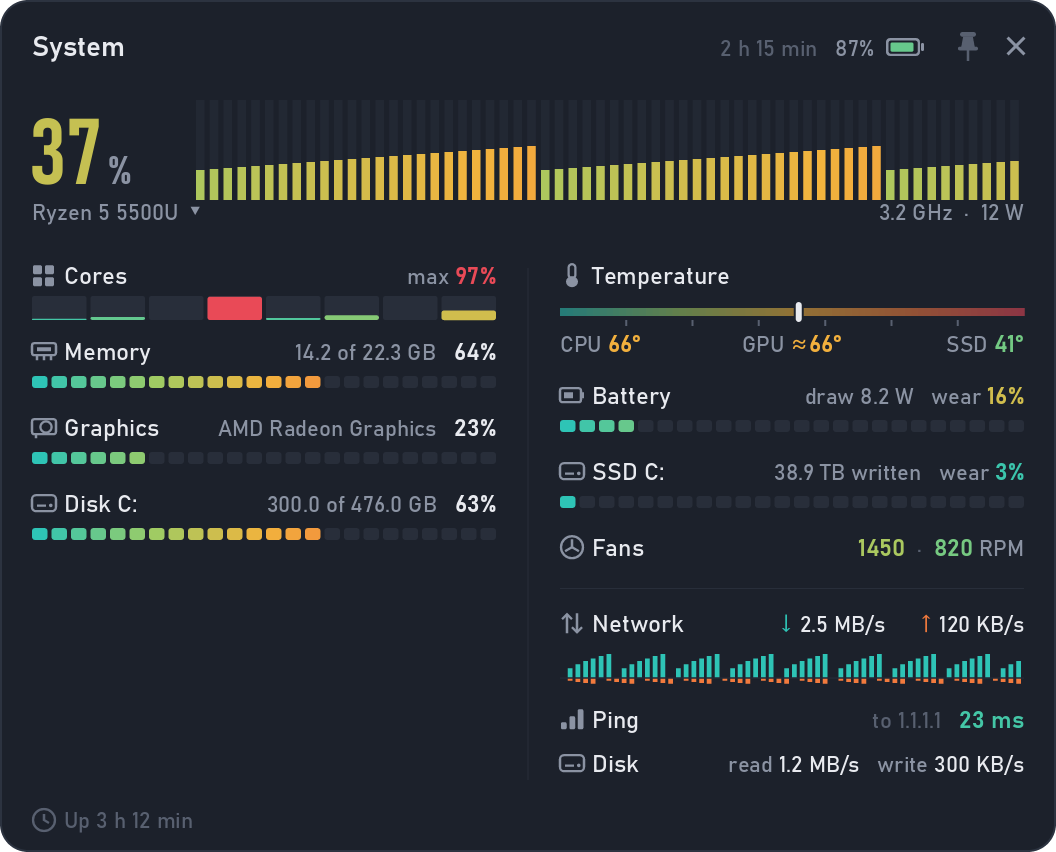 System 2 h 15 min 87%
37 %
Ryzen 5 5500U 3.2 GHz · 12 W
Cores max 97%
Memory 14.2 of 22.3 GB 64%
Graphics AMD Radeon Graphics 23%
Disk C: 300.0 of 476.0 GB 63%
Temperature
CPU 66° GPU ≈66° SSD 41°
Battery draw 8.2 W wear 16%
SSD C: 38.9 TB written wear 3%
Fans 1450 · 820 RPM
Network ↓ 2.5 MB/s ↑ 120 KB/s
Ping to 1.1.1.1 23 ms
Disk read 1.2 MB/s write 300 KB/s
Up 3 h 12 min